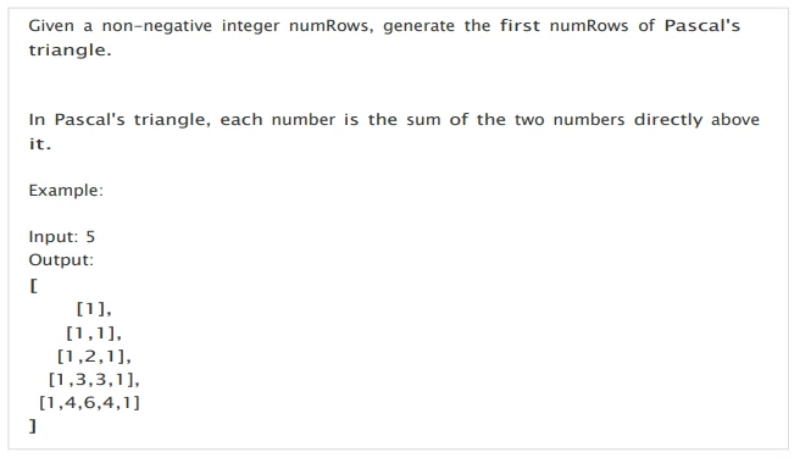 Given a non-negative integer numRows, generate the first numRows of Pascal's
triangle.
In Pascal's triangle, each number is the sum of the two numbers directly above
it.
Example:
Input: 5
Output:
[
[1],
[1,1],
[1,2,1],
[1,3,3,1],
[1,4,6,4,1]
]